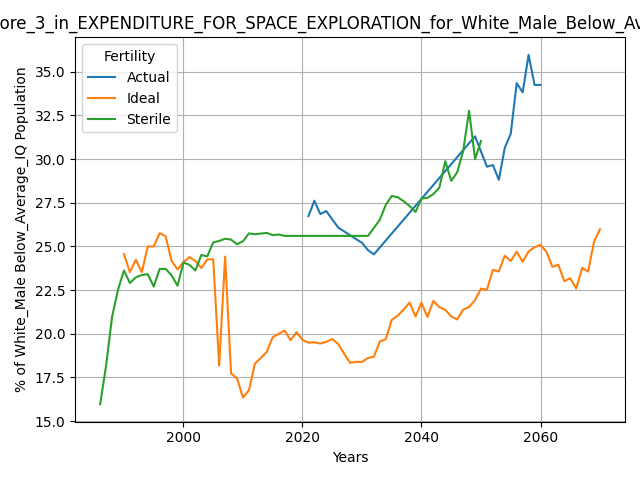 ore_3_in_EXPENDITURE_FOR_SPACE_EXPLORATION_for_White_Male_Below_Av
Fertility
Actual
Ideal
Sterile
% of White_Male Below_Average_IQ Population
35.0
32.5
30.0
27.5
25.0
22.5
20.0
17.5
15.0
2000
2020
2040
2060
Years